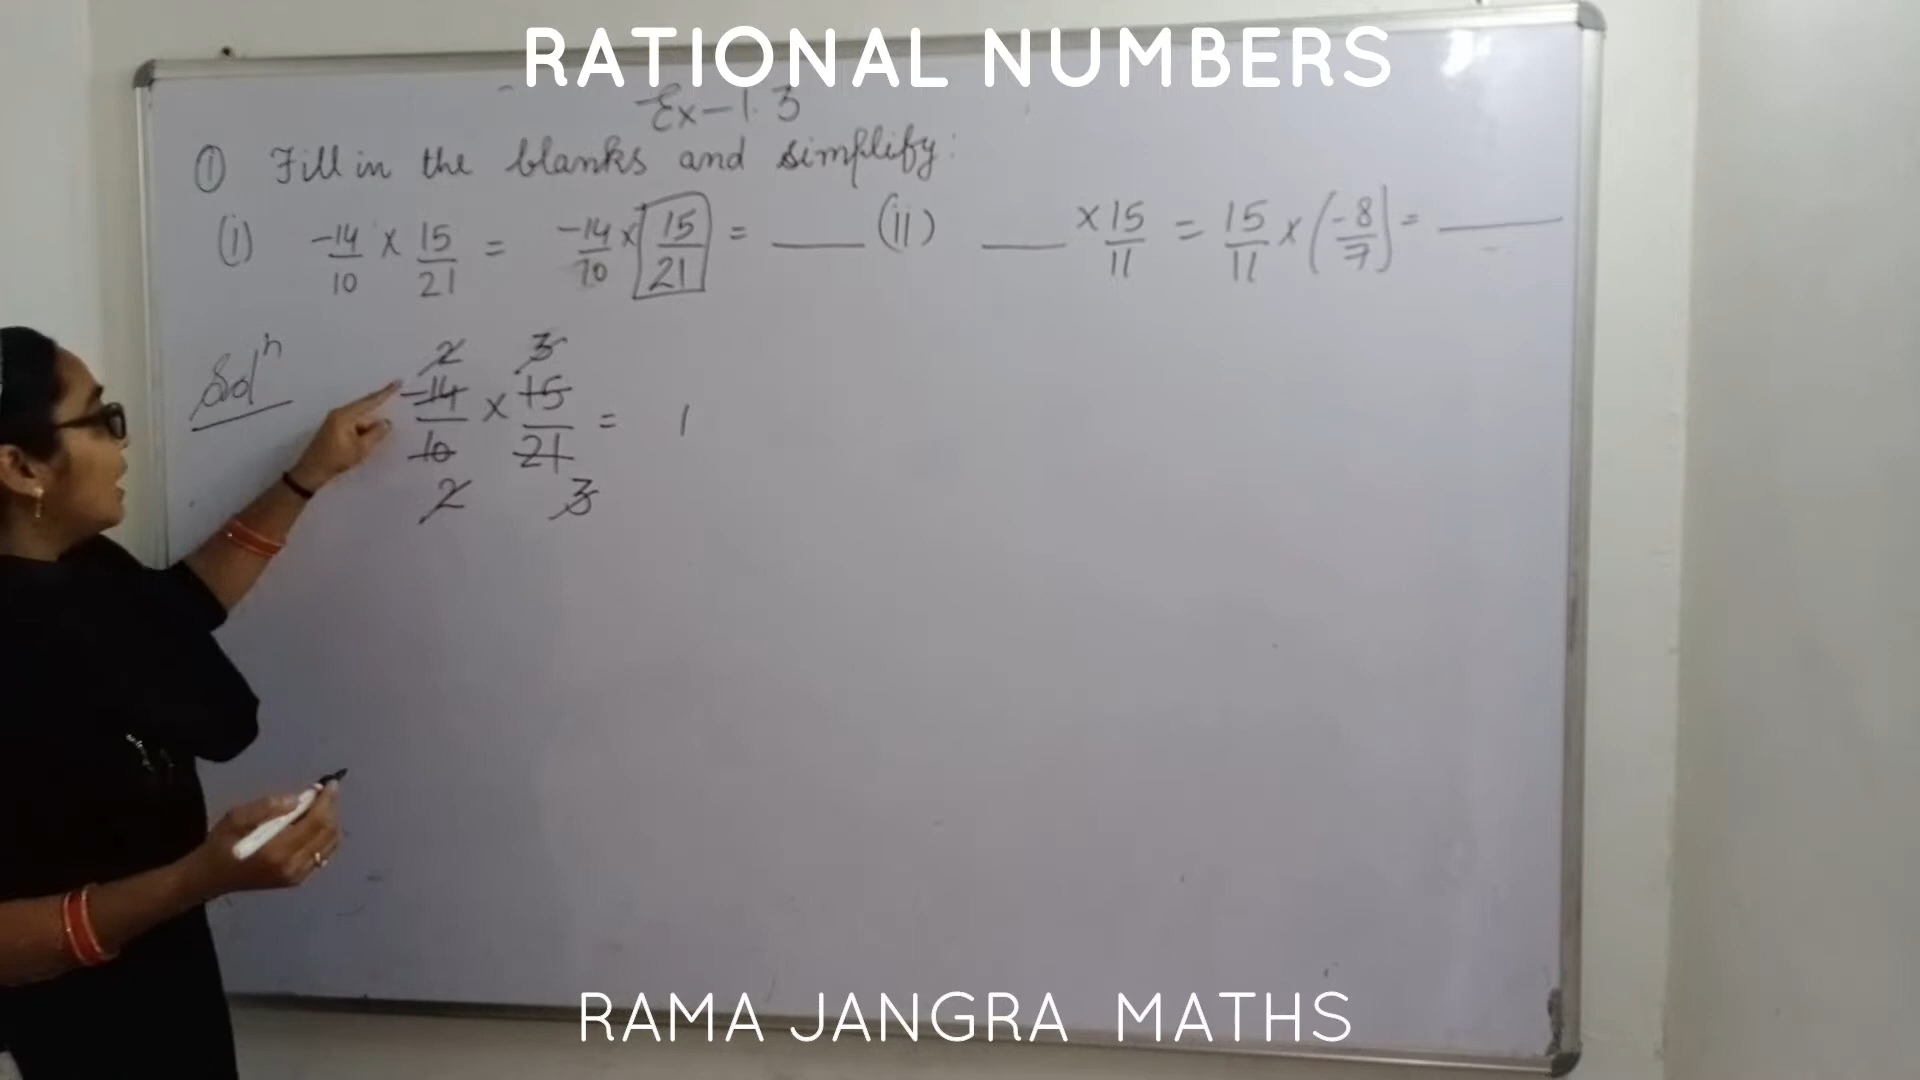 RATIONAL NUMBERS
Ex-1.3
① Fill in the blanks and simplify:
(i) -14/10 × 15/21 = -14/10 × 15/21 = ____ (ii) ____ × 15/11 = 15/11 × (-8/7) = ____
Solⁿ
2 3
-14/10 × 15/21 = 1
2 3
RAMA JANGRA MATHS